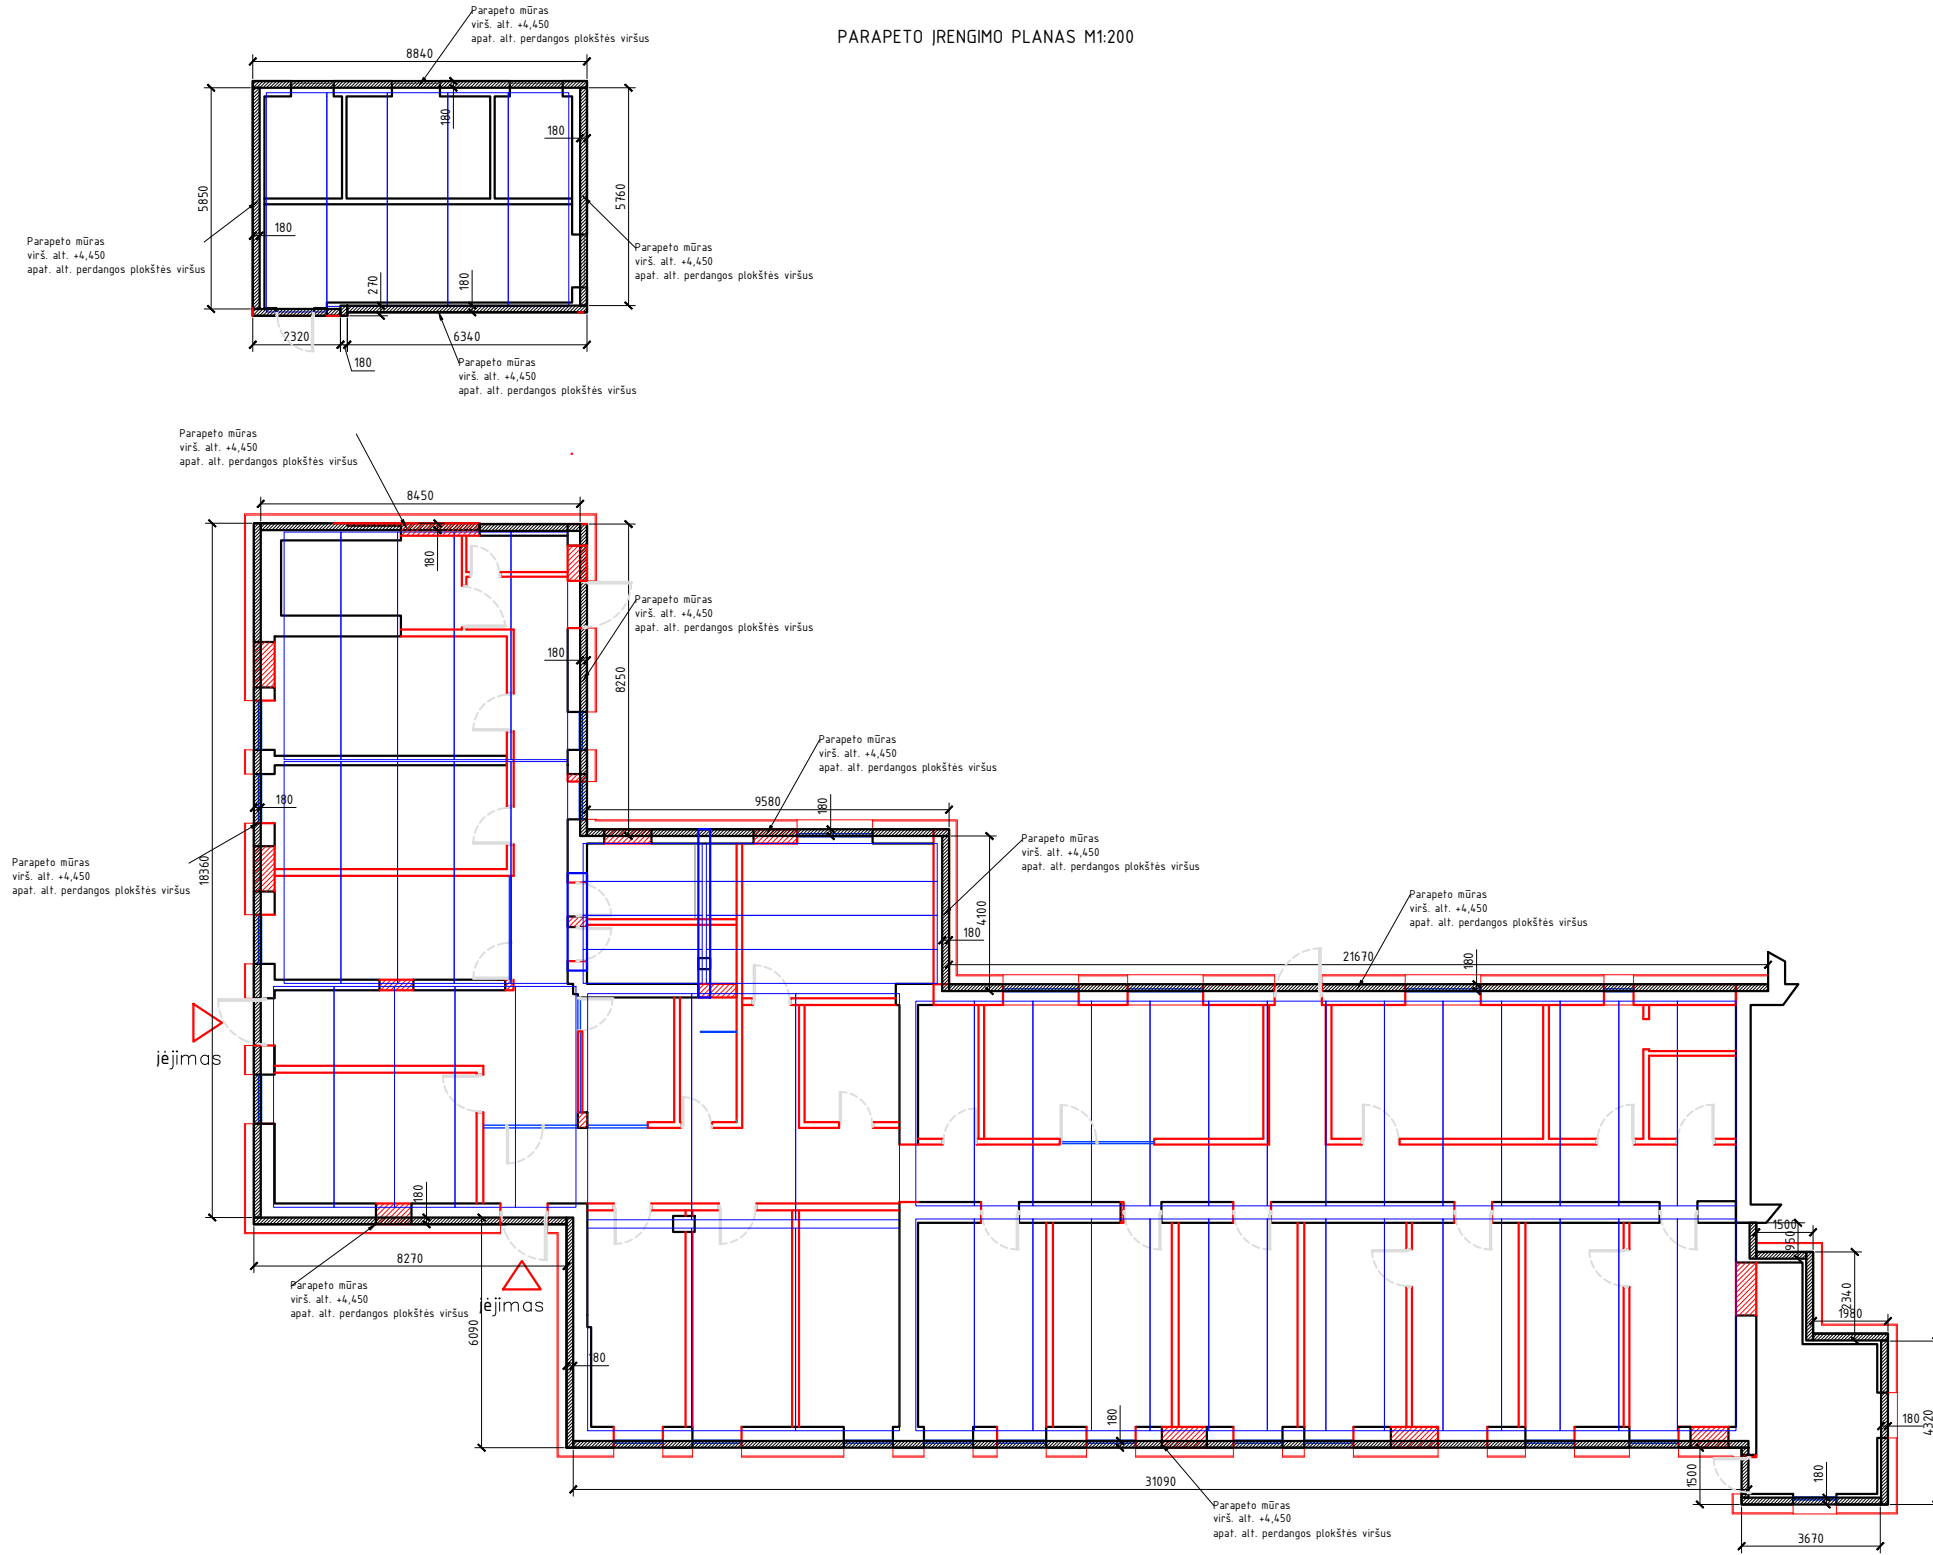 PARAPETO ĮRENGIMO PLANAS M1:200
Parapeto mūras
virš. alt. +4,450
apat. alt. perdangos plokštės viršus
8840
180
180
5850
5760
180
Parapeto mūras
virš. alt. +4,450
apat. alt. perdangos plokštės viršus
Parapeto mūras
virš. alt. +4,450
apat. alt. perdangos plokštės viršus
270
180
2320
6340
180
Parapeto mūras
virš. alt. +4,450
apat. alt. perdangos plokštės viršus
Parapeto mūras
virš. alt. +4,450
apat. alt. perdangos plokštės viršus
8450
180
Parapeto mūras
virš. alt. +4,450
apat. alt. perdangos plokštės viršus
180
8250
Parapeto mūras
virš. alt. +4,450
apat. alt. perdangos plokštės viršus
180
9580
180
Parapeto mūras
virš. alt. +4,450
apat. alt. perdangos plokštės viršus
18360
Parapeto mūras
virš. alt. +4,450
apat. alt. perdangos plokštės viršus
4100
180
Parapeto mūras
virš. alt. +4,450
apat. alt. perdangos plokštės viršus
21670
180
įėjimas
180
8270
1500
950
2340
1980
Parapeto mūras
virš. alt. +4,450
apat. alt. perdangos plokštės viršus
įėjimas
6090
180
180
180
4320
31090
1500
180
Parapeto mūras
virš. alt. +4,450
apat. alt. perdangos plokštės viršus
3670